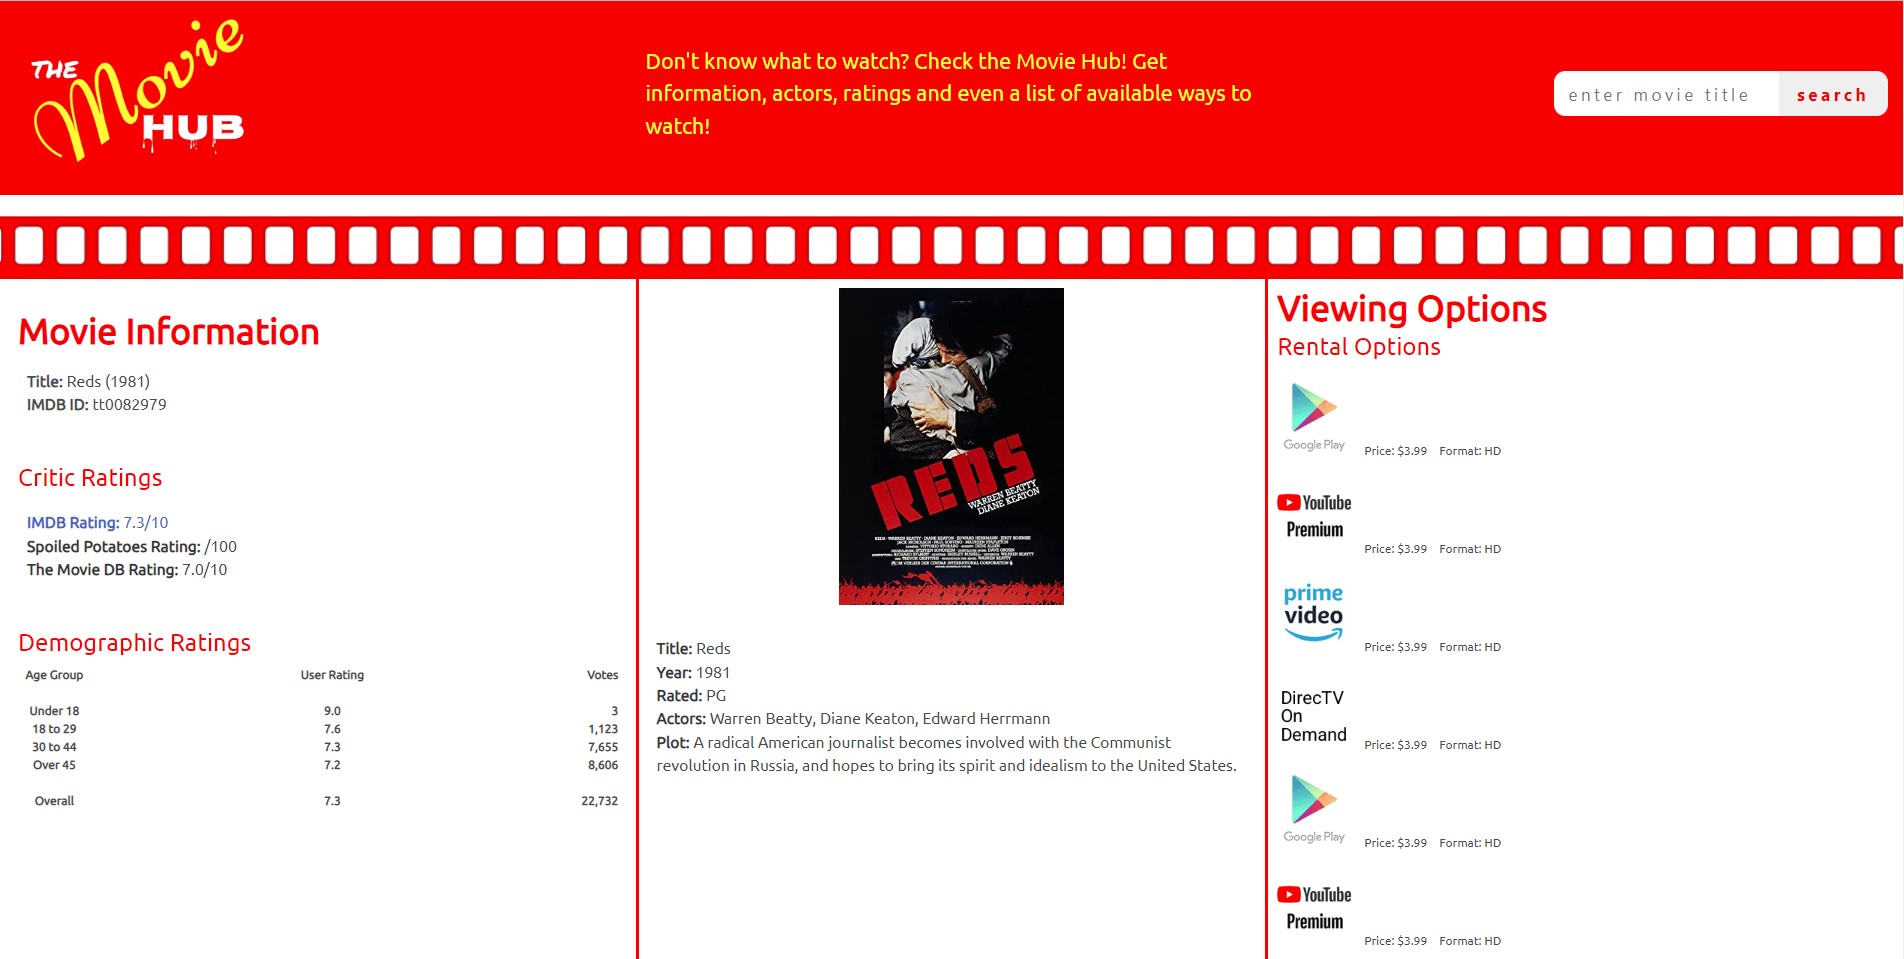 THE
Movie
HUB
Don't know what to watch? Check the Movie Hub! Get
information, actors, ratings and even a list of available ways to
watch!
enter movie title search
Movie Information
Title: Reds (1981)
IMDB ID: tt0082979
Critic Ratings
IMDB Rating: 7.3/10
Spoiled Potatoes Rating: /100
The Movie DB Rating: 7.0/10
Demographic Ratings
Age Group User Rating Votes
Under 18 9.0 3
18 to 29 7.6 1,123
30 to 44 7.3 7,655
Over 45 7.2 8,606
Overall 7.3 22,732
REDS
WARREN BEATTY
DIANE KEATON
Title: Reds
Year: 1981
Rated: PG
Actors: Warren Beatty, Diane Keaton, Edward Herrmann
Plot: A radical American journalist becomes involved with the Communist
revolution in Russia, and hopes to bring its spirit and idealism to the United States.
Viewing Options
Rental Options
Google Play
Price: $3.99 Format: HD
YouTube
Premium
Price: $3.99 Format: HD
prime
video
Price: $3.99 Format: HD
DirecTV
On
Demand
Price: $3.99 Format: HD
Google Play
Price: $3.99 Format: HD
YouTube
Premium
Price: $3.99 Format: HD